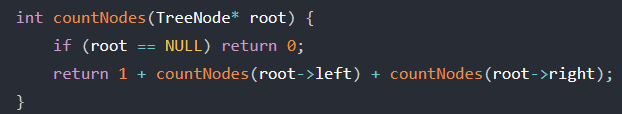 int countNodes(TreeNode* root) {
    if (root == NULL) return 0;
    return 1 + countNodes(root->left) + countNodes(root->right);
}